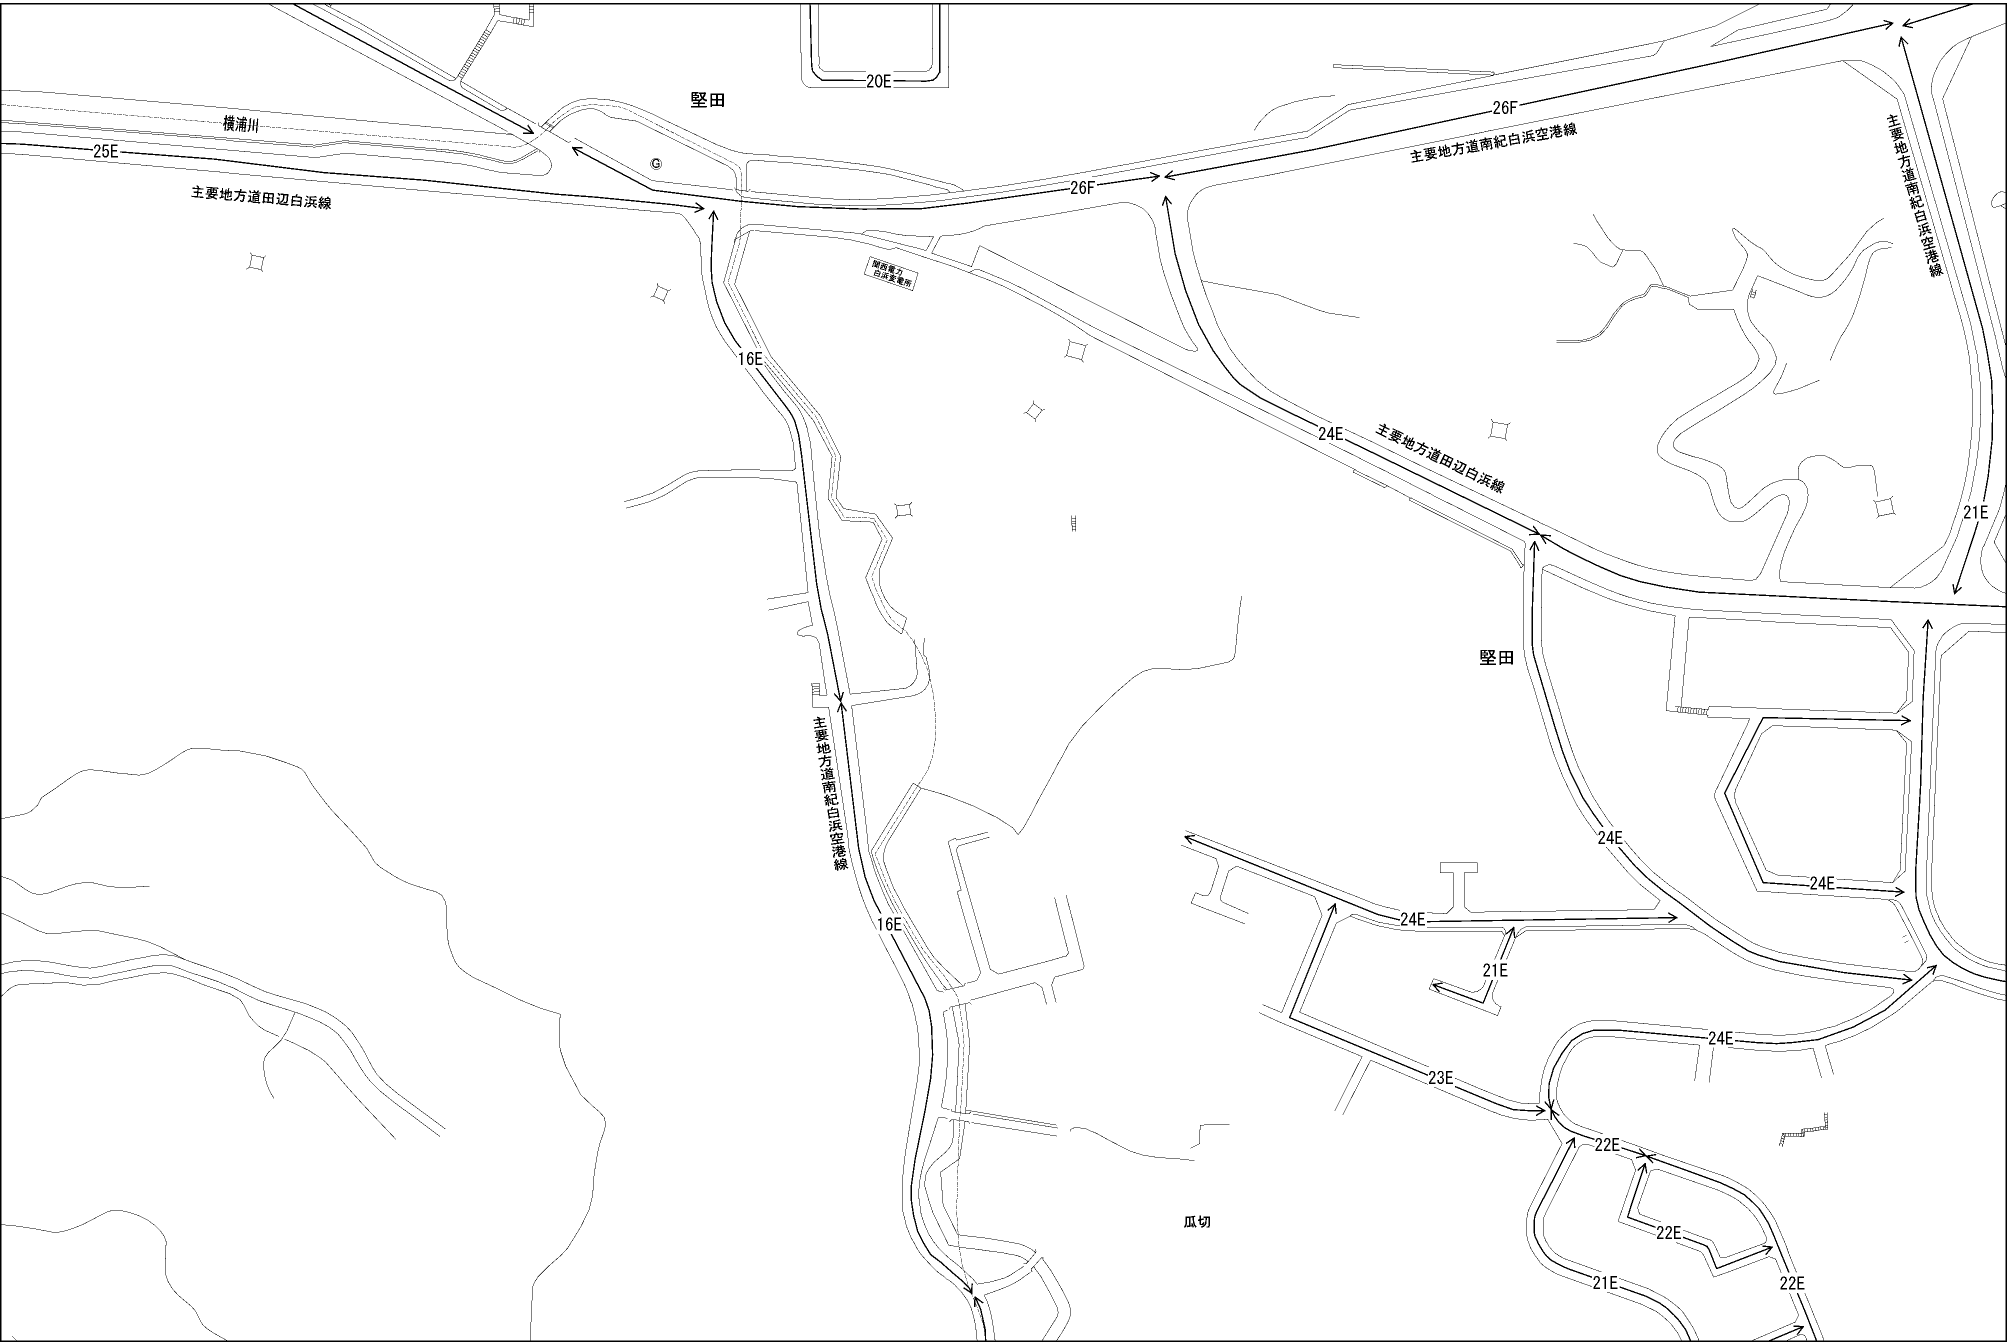 20E
堅田
横浦川
25E
主要地方道田辺白浜線
G
26F
26F
主要地方道南紀白浜空港線
主要地方道南紀白浜空港線
関西電力
白浜変電所
16E
24E
主要地方道田辺白浜線
21E
堅田
主要地方道南紀白浜空港線
24E
24E
16E
24E
21E
24E
23E
22E
瓜切
22E
21E
22E